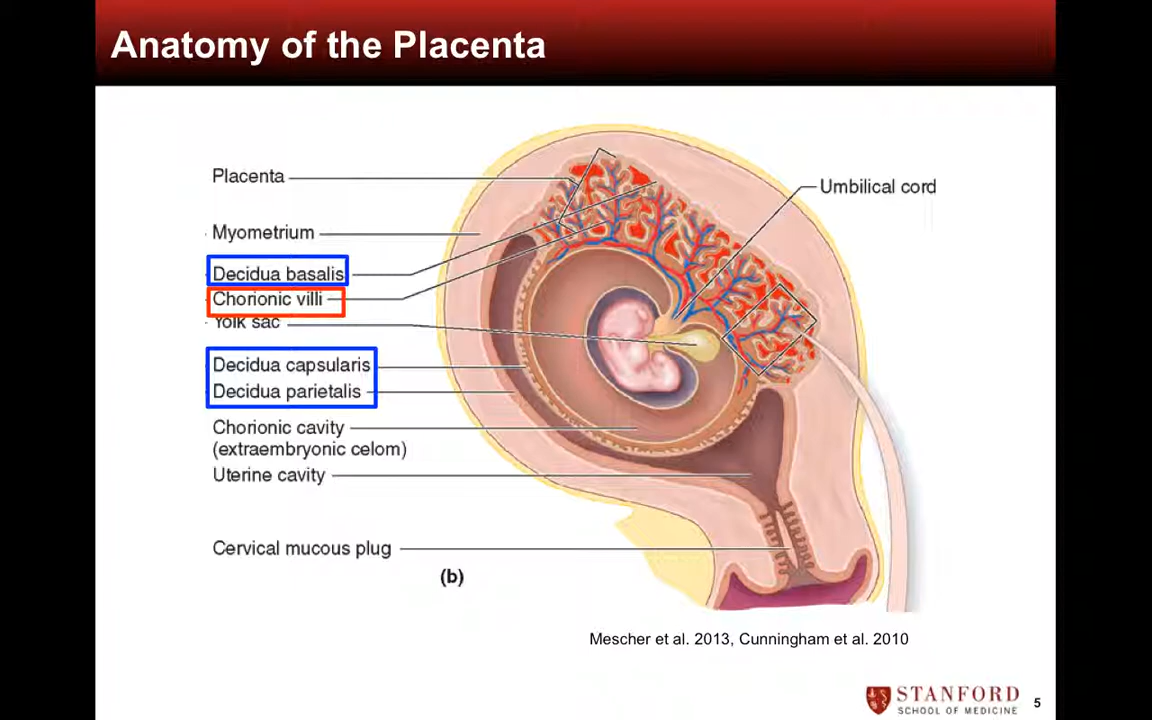 Anatomy of the Placenta
Placenta
Umbilical cord
Myometrium
Decidua basalis
Chorionic villi
Yolk sac
Decidua capsularis
Decidua parietalis
Chorionic cavity
(extraembryonic celom)
Uterine cavity
Cervical mucous plug
(b)
Mescher et al. 2013, Cunningham et al. 2010
STANFORD
SCHOOL OF MEDICINE
5